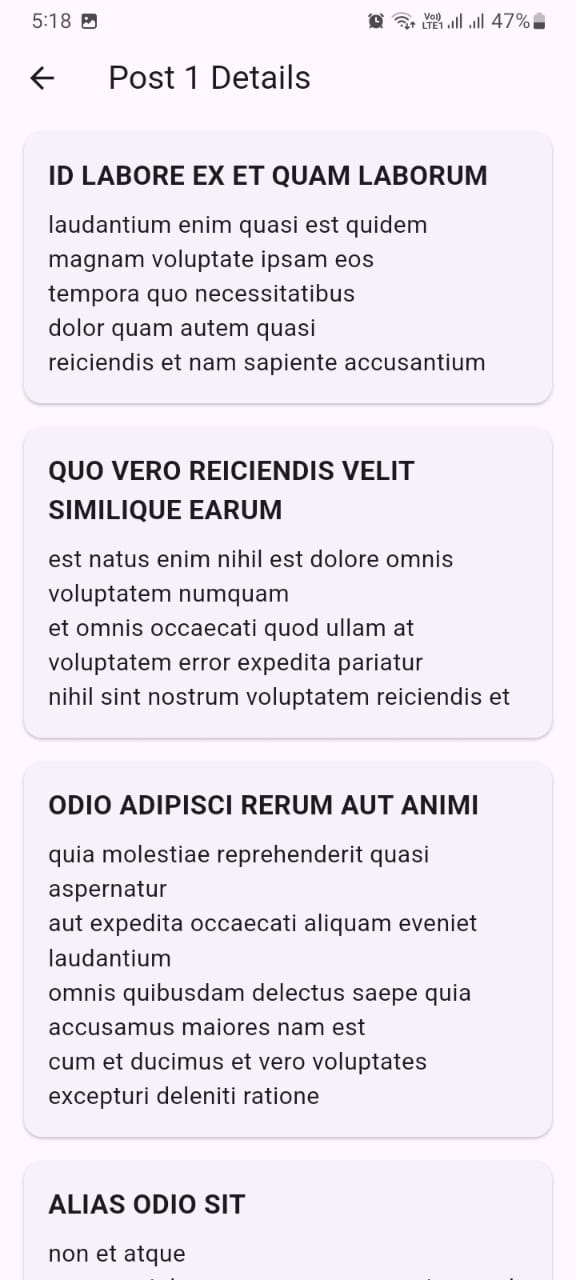 5:18 Vo)) LTE1 47%
Post 1 Details
ID LABORE EX ET QUAM LABORUM
laudantium enim quasi est quidem
magnam voluptate ipsam eos
tempora quo necessitatibus
dolor quam autem quasi
reiciendis et nam sapiente accusantium
QUO VERO REICIENDIS VELIT
SIMILIQUE EARUM
est natus enim nihil est dolore omnis
voluptatem numquam
et omnis occaecati quod ullam at
voluptatem error expedita pariatur
nihil sint nostrum voluptatem reiciendis et
ODIO ADIPISCI RERUM AUT ANIMI
quia molestiae reprehenderit quasi
aspernatur
aut expedita occaecati aliquam eveniet
laudantium
omnis quibusdam delectus saepe quia
accusamus maiores nam est
cum et ducimus et vero voluptates
excepturi deleniti ratione
ALIAS ODIO SIT
non et atque